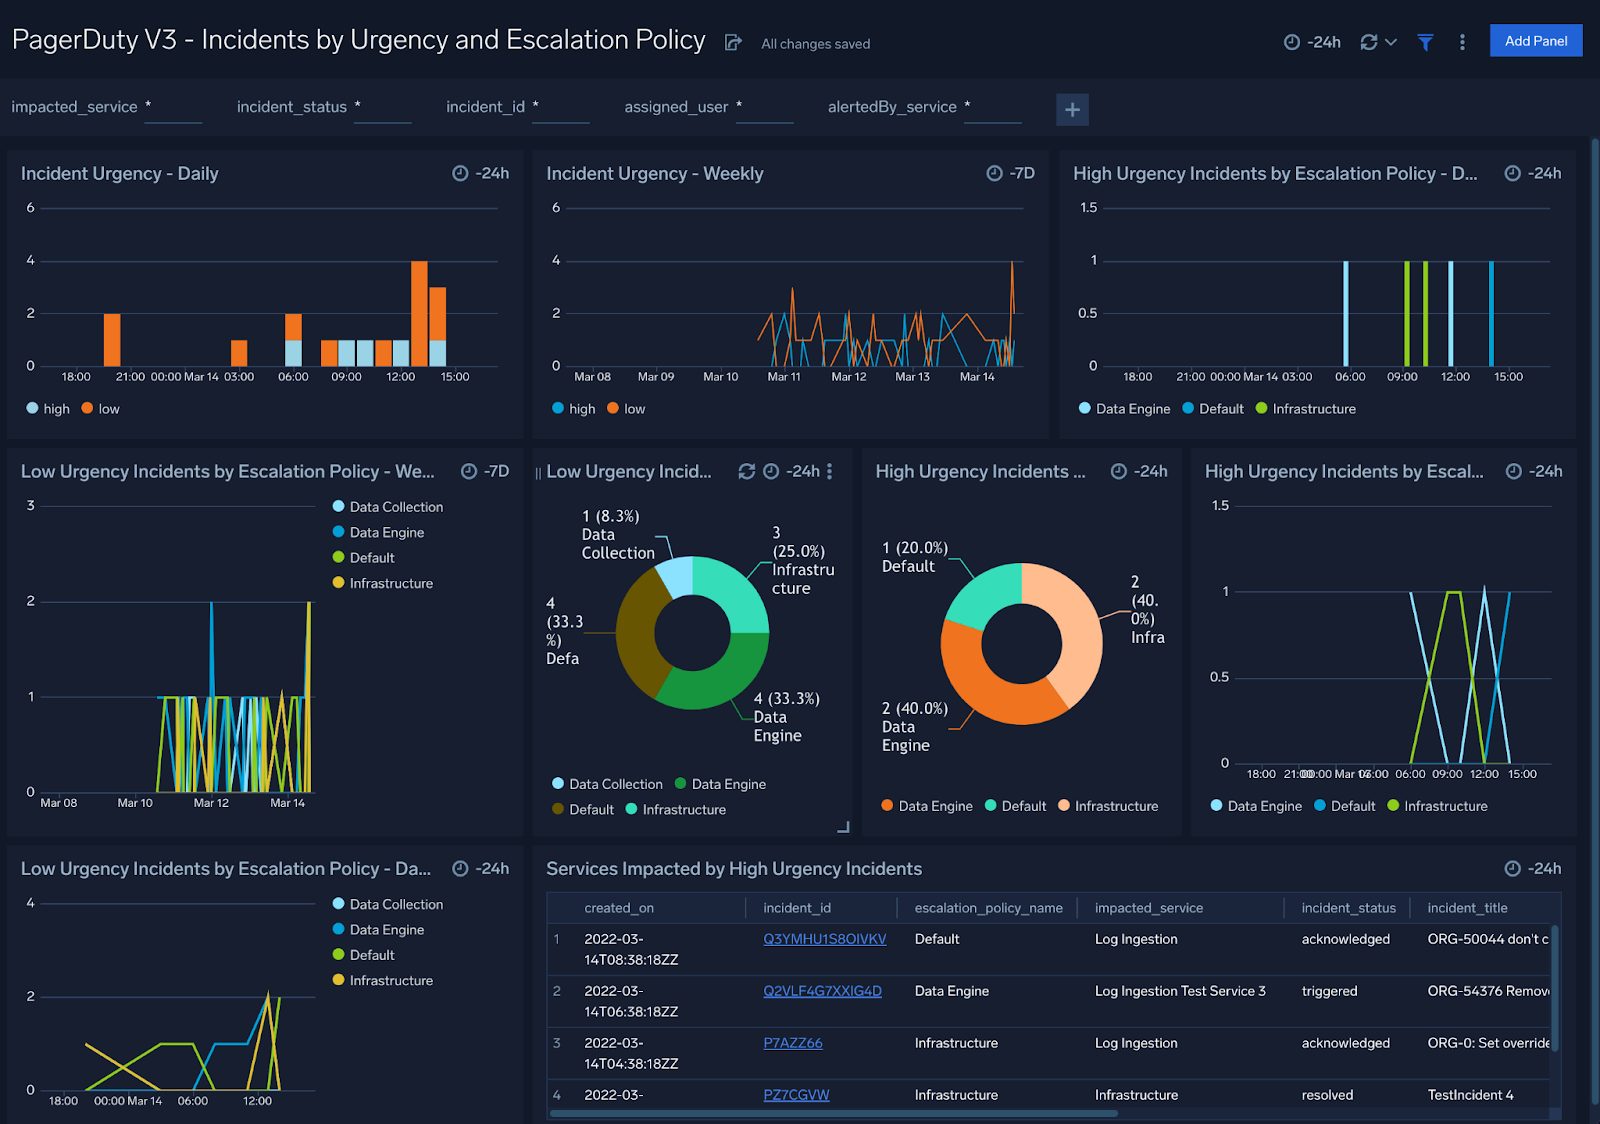 PagerDuty V3 - Incidents by Urgency and Escalation Policy
All changes saved
-24h
Add Panel
impacted_service *
incident_status *
incident_id *
assigned_user *
alertedBy_service *
+
Incident Urgency - Daily
-24h
6
4
2
0
18:00 21:00 00:00 Mar 14 03:00 06:00 09:00 12:00 15:00
high low
Incident Urgency - Weekly
-7D
6
4
2
0
Mar 08 Mar 09 Mar 10 Mar 11 Mar 12 Mar 13 Mar 14
high low
High Urgency Incidents by Escalation Policy - D...
-24h
1.5
1
0.5
0
18:00 21:00 00:00 Mar 14 03:00 06:00 09:00 12:00 15:00
Data Engine Default Infrastructure
Low Urgency Incidents by Escalation Policy - We...
-7D
3
2
1
0
Mar 08 Mar 10 Mar 12 Mar 14
Data Collection
Data Engine
Default
Infrastructure
Low Urgency Incid...
-24h
1 (8.3%)
Data
Collection
3
(25.0%)
Infrastru
cture
4
(33.3
%)
Defa
4 (33.3%)
Data
Engine
Data Collection Data Engine
Default Infrastructure
High Urgency Incidents ...
-24h
1 (20.0%)
Default
2
(40.
0%)
Infra
2 (40.0%)
Data
Engine
Data Engine Default Infrastructure
High Urgency Incidents by Escal...
-24h
1.5
1
0.5
0
18:00 06:00 09:00 12:00 15:00
Data Engine Default Infrastructure
Low Urgency Incidents by Escalation Policy - Da...
-24h
4
2
0
18:00 00:00 Mar 14 06:00 12:00
Data Collection
Data Engine
Default
Infrastructure
Services Impacted by High Urgency Incidents
-24h
created_on incident_id escalation_policy_name impacted_service incident_status incident_title
1 2022-03-14T08:38:18ZZ Q3YMHU1S8OIVKV Default Log Ingestion acknowledged ORG-50044 don't c
2 2022-03-14T06:38:18ZZ Q2VLF4G7XXIG4D Data Engine Log Ingestion Test Service 3 triggered ORG-54376 Remov
3 2022-03-14T04:38:18ZZ P7AZZ66 Infrastructure Log Ingestion acknowledged ORG-0: Set override
4 2022-03- PZ7CGVW Infrastructure Infrastructure resolved TestIncident 4